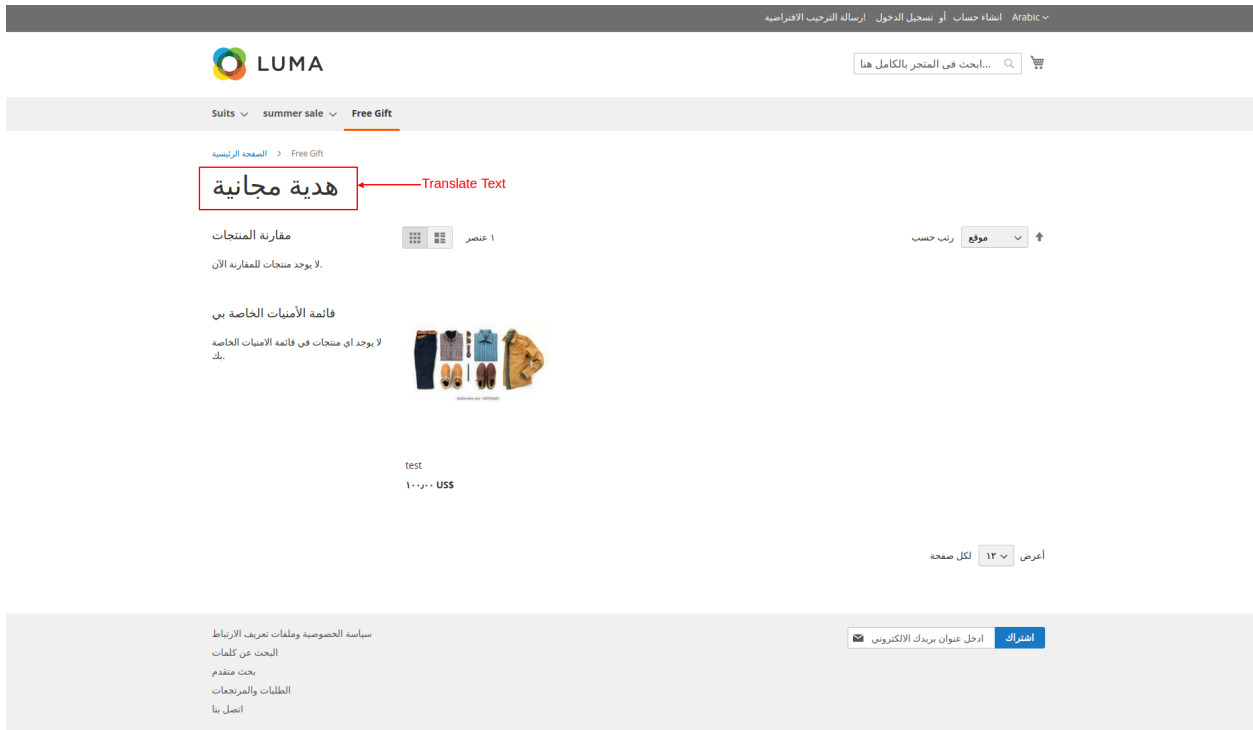 Arabic انشاء حساب أو تسجيل الدخول ارسالة الترحيب الافتراضية
LUMA
ابحث في المتجر بالكامل هنا...
Suits summer sale Free Gift
الصفحة الرئيسية > Free Gift
هدية مجانية
Translate Text
مقارنة المنتجات
لا يوجد منتجات للمقارنة الآن.
١ عنصر
رتب حسب موقع
قائمة الأمنيات الخاصة بي
لا يوجد اي منتجات في قائمة الامنيات الخاصة
بك.
test
١٠٠٫٠٠ US$
أعرض ١٢ لكل صفحة
سياسة الخصوصية وملفات تعريف الارتباط
البحث عن كلمات
بحث متقدم
الطلبات والمرتجعات
اتصل بنا
ادخل عنوان بريدك الالكتروني
اشتراك